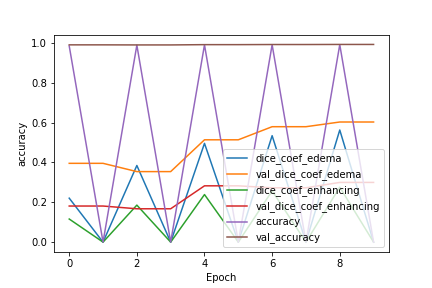 1.0
0.8
0.6
0.4
0.2
0.0
accuracy
0 2 4 6 8
Epoch
dice_coef_edema
val_dice_coef_edema
dice_coef_enhancing
val_dice_coef_enhancing
accuracy
val_accuracy